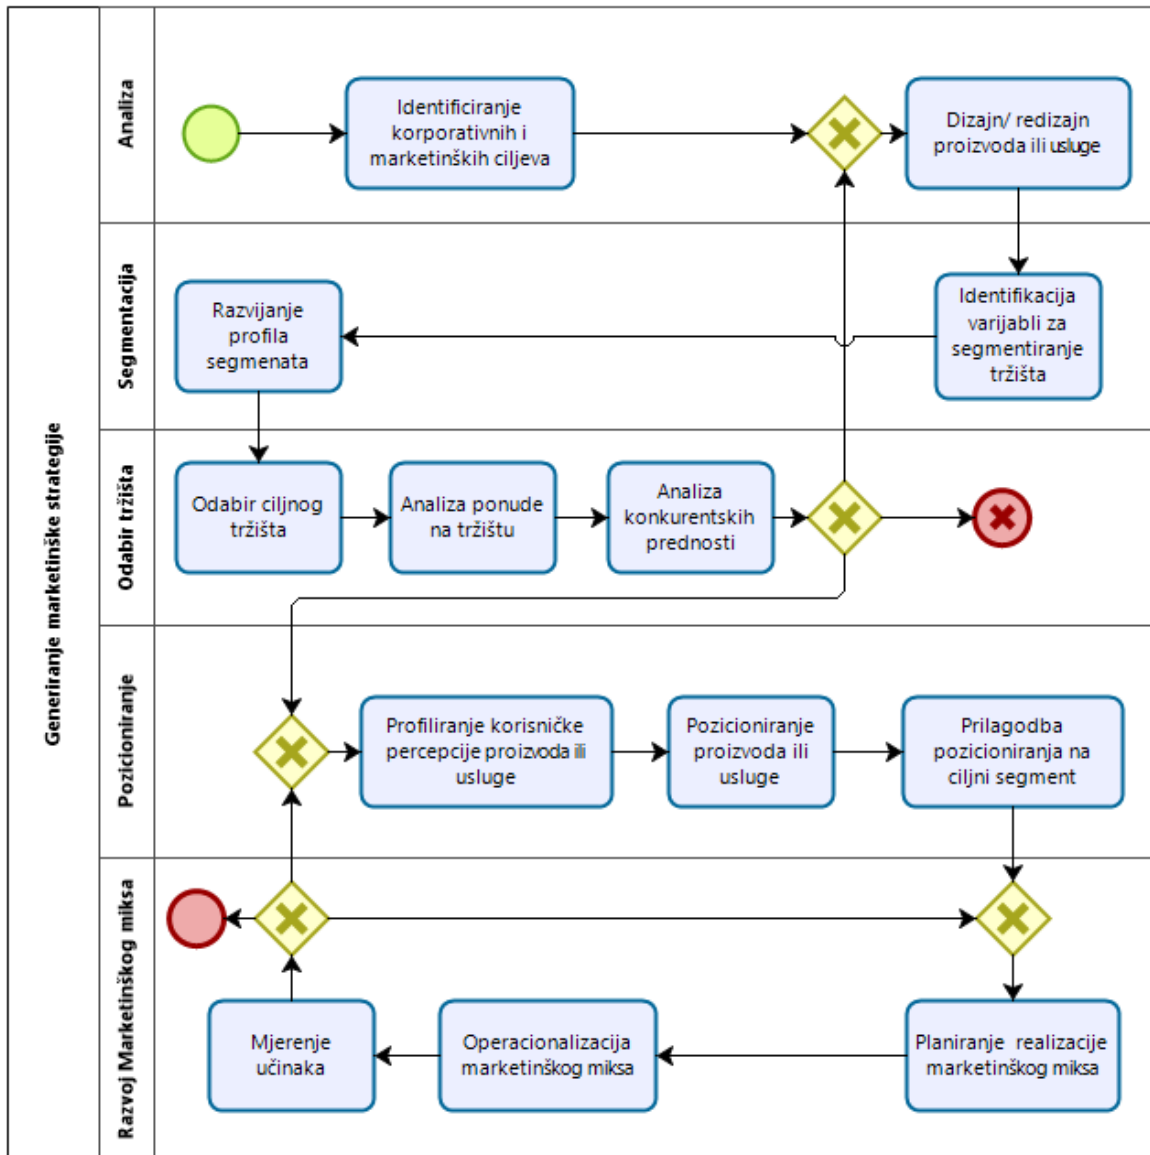 Generiranje marketinške strategije
Analiza
Identificiranje
korporativnih i
marketinških ciljeva
Dizajn/ redizajn
proizvoda ili usluge
Segmentacija
Razvijanje
profila
segmenata
Identifikacija
varijabli za
segmentiranje
tržišta
Odabir tržišta
Odabir ciljnog
tržišta
Analiza ponude
na tržištu
Analiza
konkurentskih
prednosti
Pozicioniranje
Profiliranje korisničke
percepcije proizvoda ili
usluge
Pozicioniranje
proizvoda ili
usluge
Prilagodba
pozicioniranja na
ciljni segment
Razvoj Marketinškog miksa
Mjerenje
učinaka
Operacionalizacija
marketinškog miksa
Planiranje realizacije
marketinškog miksa